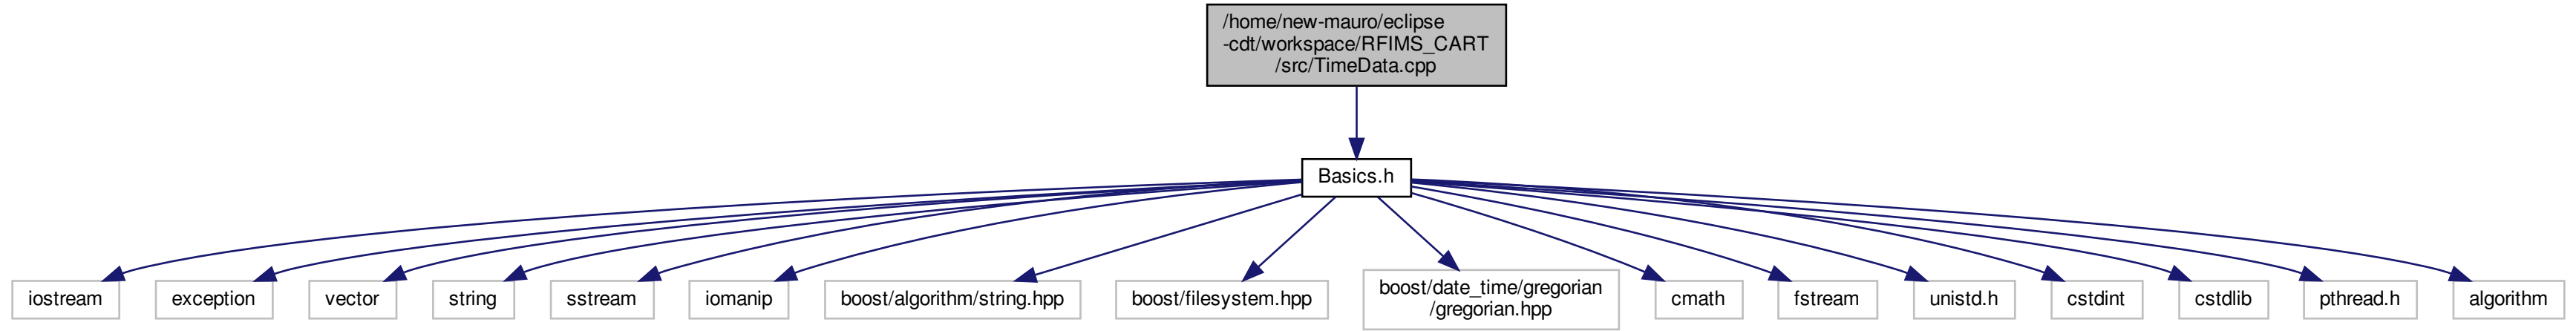 /home/new-mauro/eclipse
-cdt/workspace/RFIMS_CART
/src/TimeData.cpp
Basics.h
iostream
exception
vector
string
sstream
iomanip
boost/algorithm/string.hpp
boost/filesystem.hpp
boost/date_time/gregorian
/gregorian.hpp
cmath
fstream
unistd.h
cstdint
cstdlib
pthread.h
algorithm